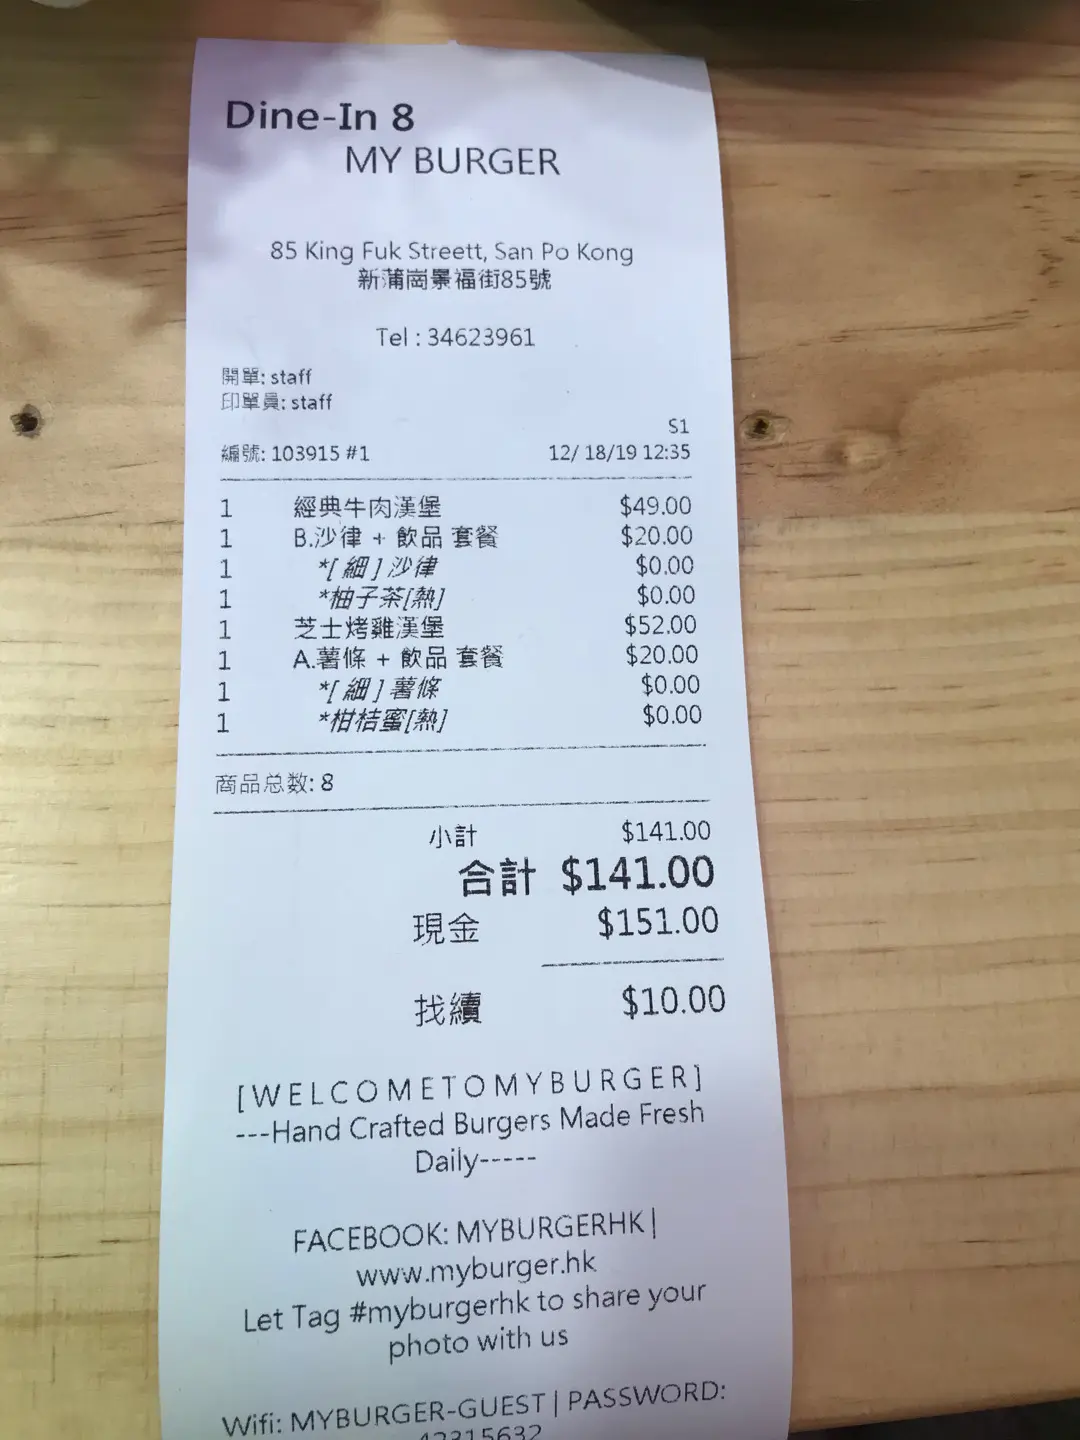 Dine-In 8
MY BURGER
85 King Fuk Streett, San Po Kong
新蒲崗景福街85號
Tel : 34623961
開單: staff
印單員: staff
S1
編號: 103915 #1 12/ 18/19 12:35
1 經典牛肉漢堡 $49.00
1 B.沙律 + 飲品 套餐 $20.00
1 *[ 細 ] 沙律 $0.00
1 *柚子茶[熱] $0.00
1 芝士烤雞漢堡 $52.00
1 A.薯條 + 飲品 套餐 $20.00
1 *[ 細 ] 薯條 $0.00
1 *柑桔蜜[熱] $0.00
商品总数: 8
小計 $141.00
合計 $141.00
現金 $151.00
找續 $10.00
[ W E L C O M E T O M Y B U R G E R ]
---Hand Crafted Burgers Made Fresh
Daily-----
FACEBOOK: MYBURGERHK |
www.myburger.hk
Let Tag #myburgerhk to share your
photo with us
Wifi: MYBURGER-GUEST | PASSWORD:
42315632